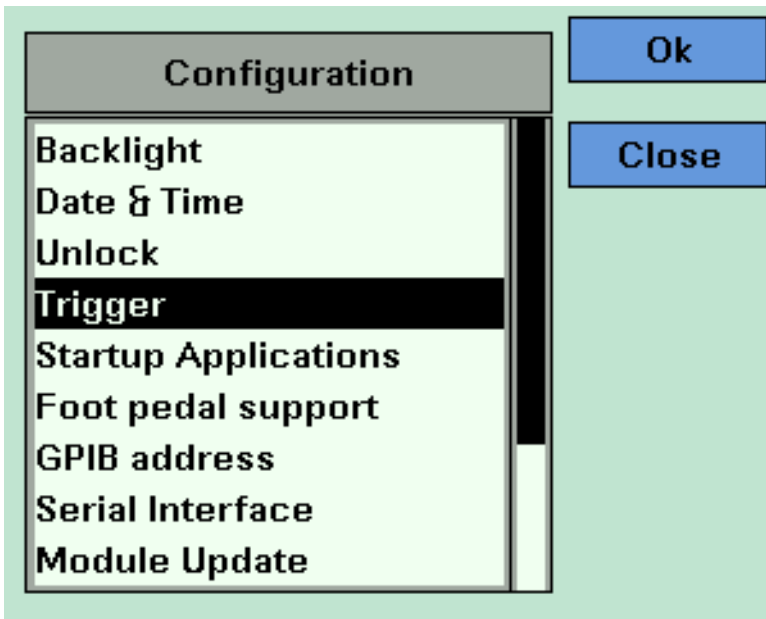 Configuration
Ok
Close
Backlight
Date & Time
Unlock
Trigger
Startup Applications
Foot pedal support
GPIB address
Serial Interface
Module Update